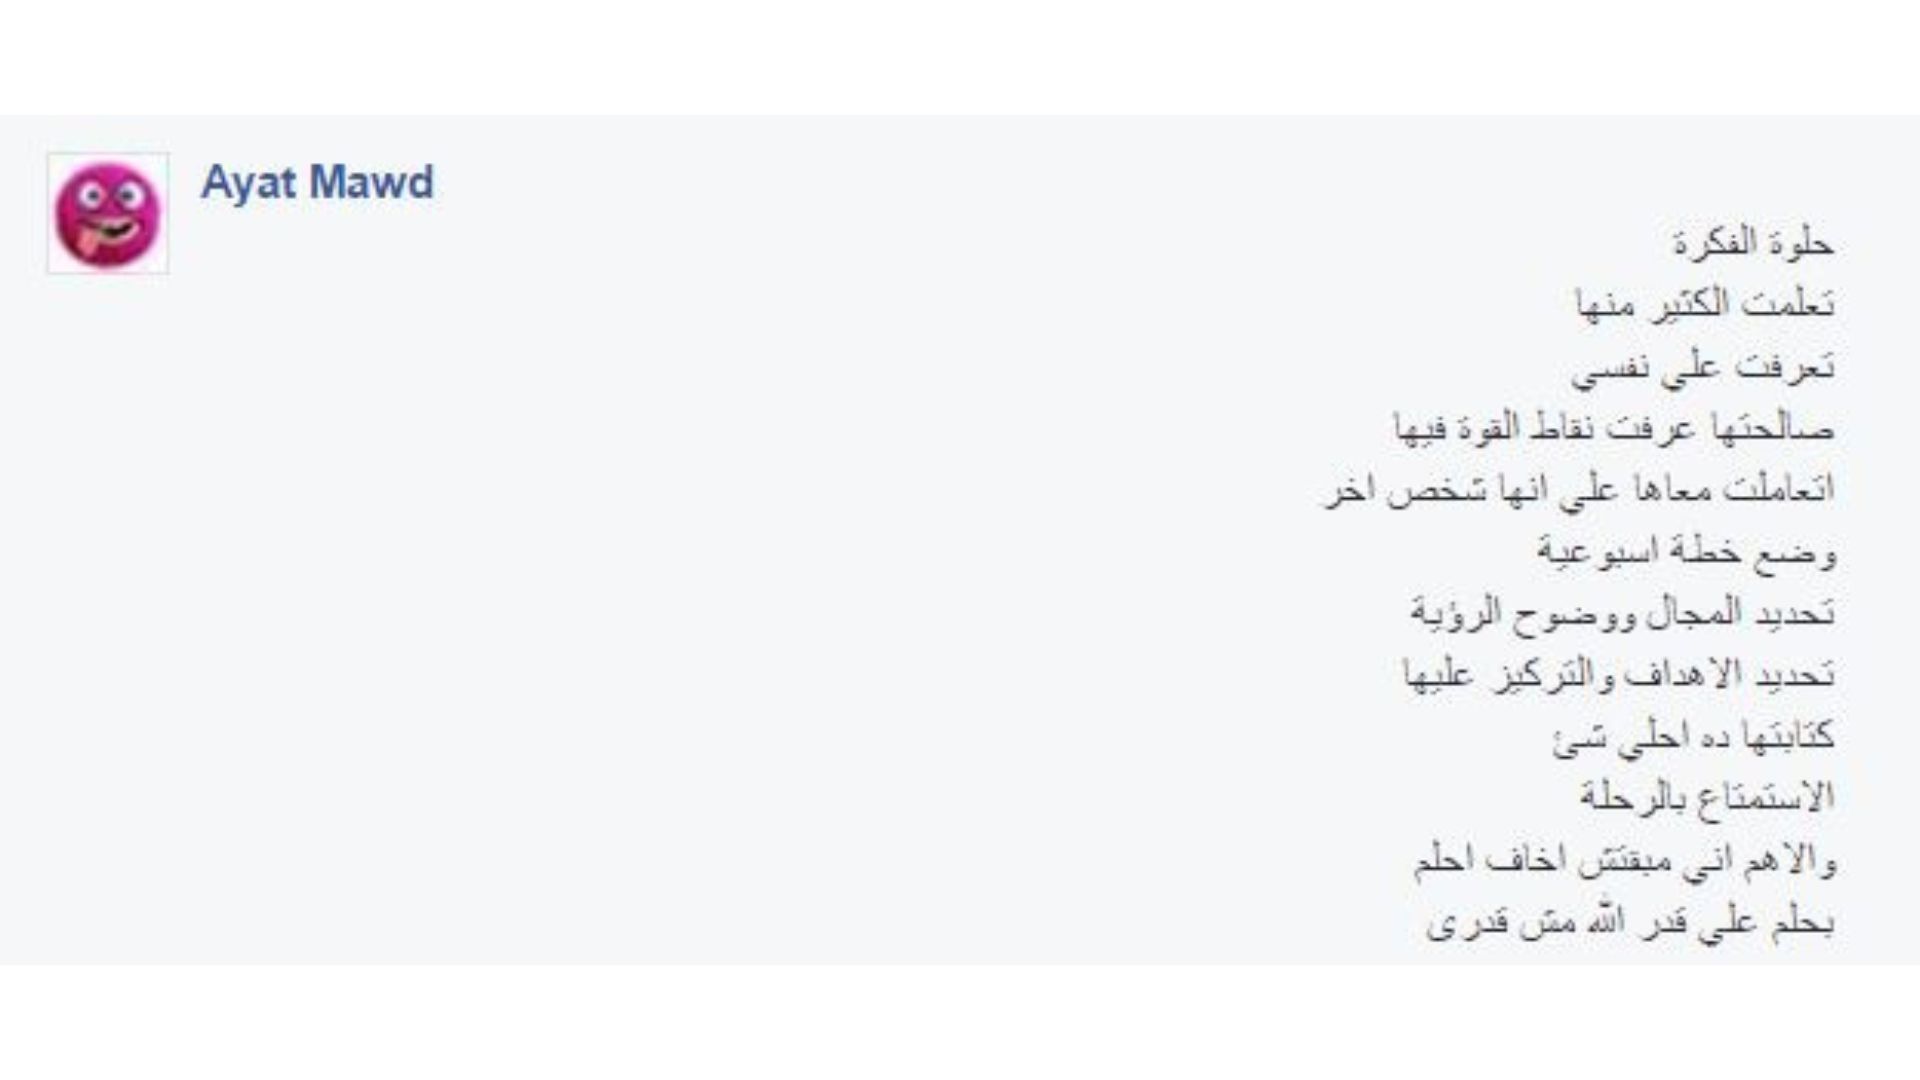 Ayat Mawd
حلوة الفكرة
تعلمت الكثير منها
تعرفت علي نفسي
صالحتها عرفت نقاط القوة فيها
اتعاملت معاها علي انها شخص اخر
وضع خطة اسبوعية
تحديد المجال ووضوح الرؤية
تحديد الاهداف والتركيز عليها
كتابتها ده احلي شئ
الاستمتاع بالرحلة
والاهم اني مبقتش اخاف احلم
بحلم علي قدر الله مش قدرى